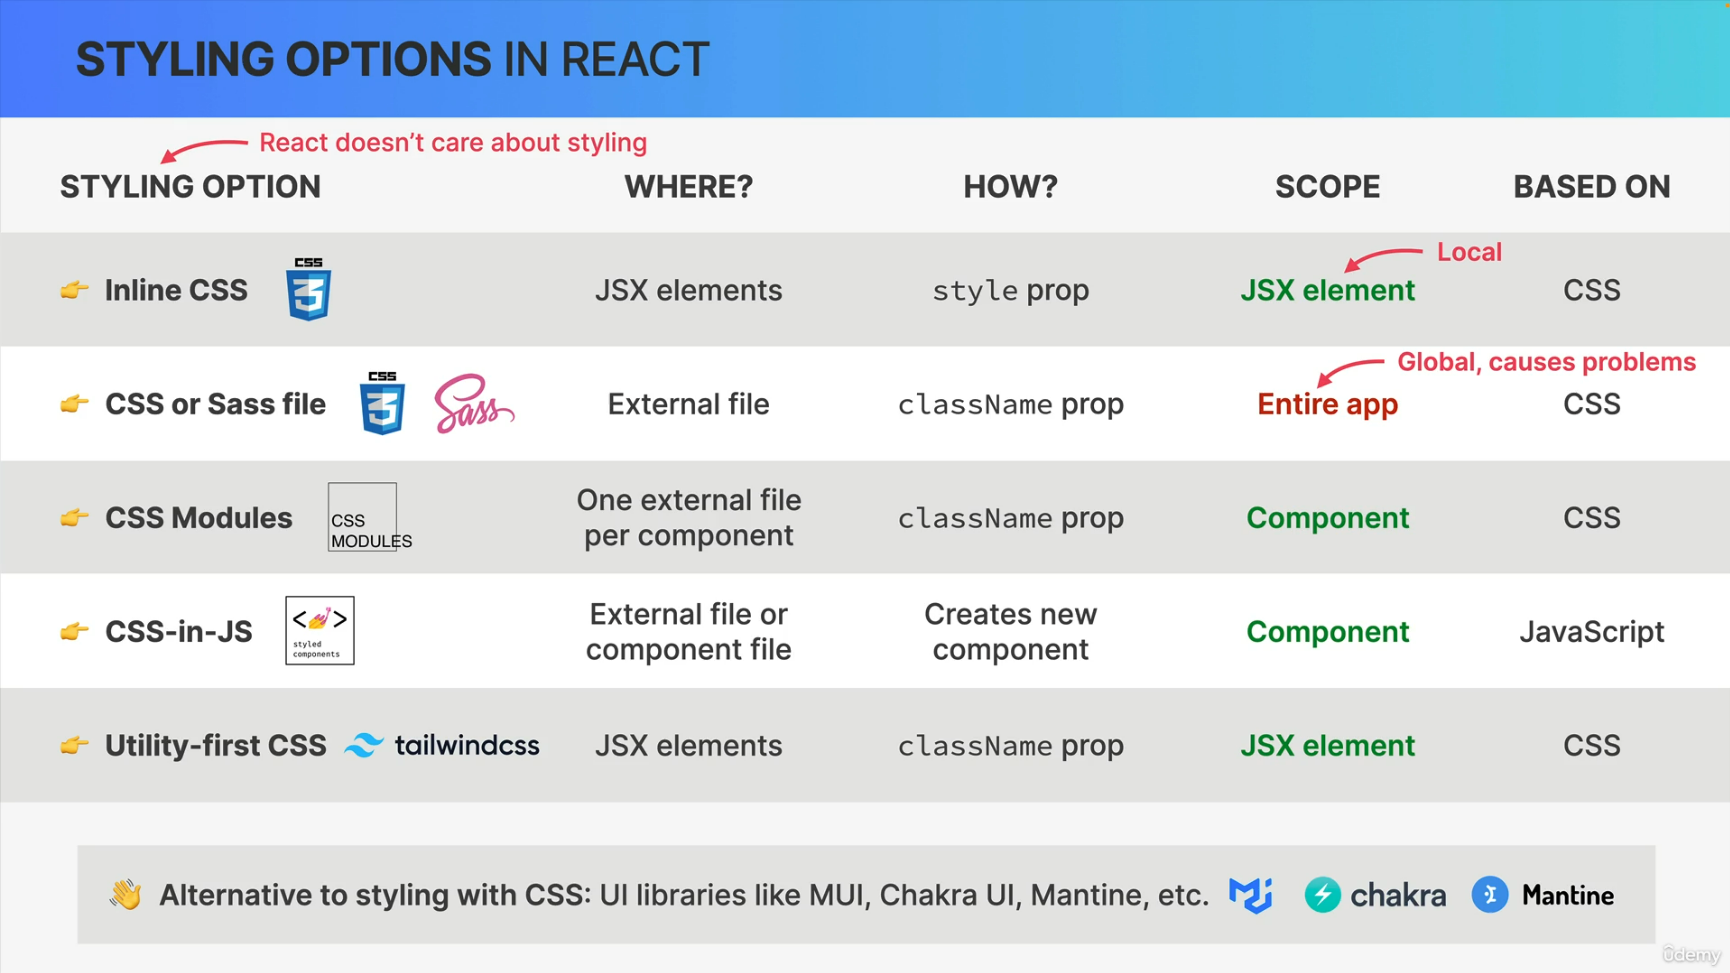 STYLING OPTIONS IN REACT
React doesn’t care about styling
STYLING OPTION WHERE? HOW? SCOPE BASED ON
Local
Inline CSS CSS 3 JSX elements style prop JSX element CSS
Global, causes problems
CSS or Sass file CSS 3 Sass External file className prop Entire app CSS
CSS Modules CSS MODULES One external file per component className prop Component CSS
CSS-in-JS < > styled components External file or component file Creates new component Component JavaScript
Utility-first CSS tailwindcss JSX elements className prop JSX element CSS
Alternative to styling with CSS: UI libraries like MUI, Chakra UI, Mantine, etc. chakra Mantine
ûdemy